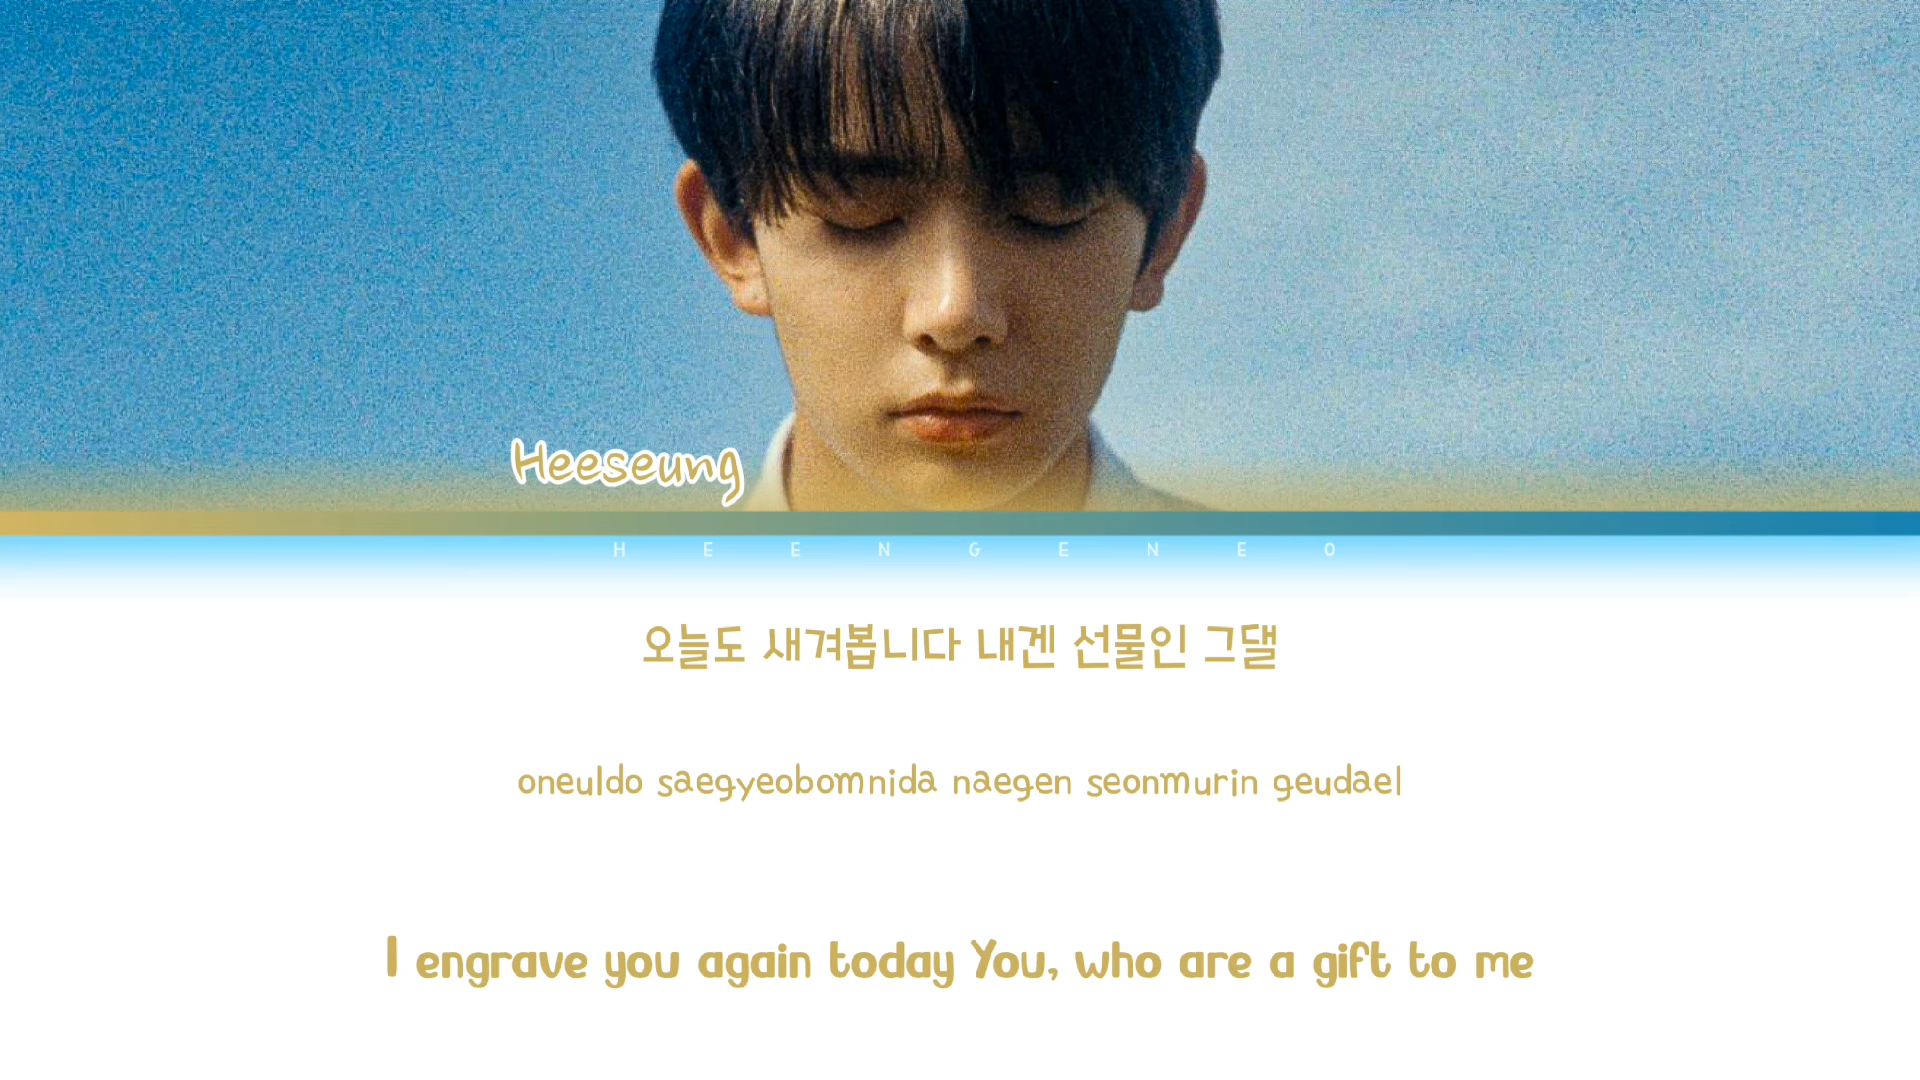 Heeseung
HEENGENEO
오늘도 새겨봅니다 내겐 선물인 그댈
oneuldo saegyeobomnida naegen seonmurin geudael
I engrave you again today You, who are a gift to me